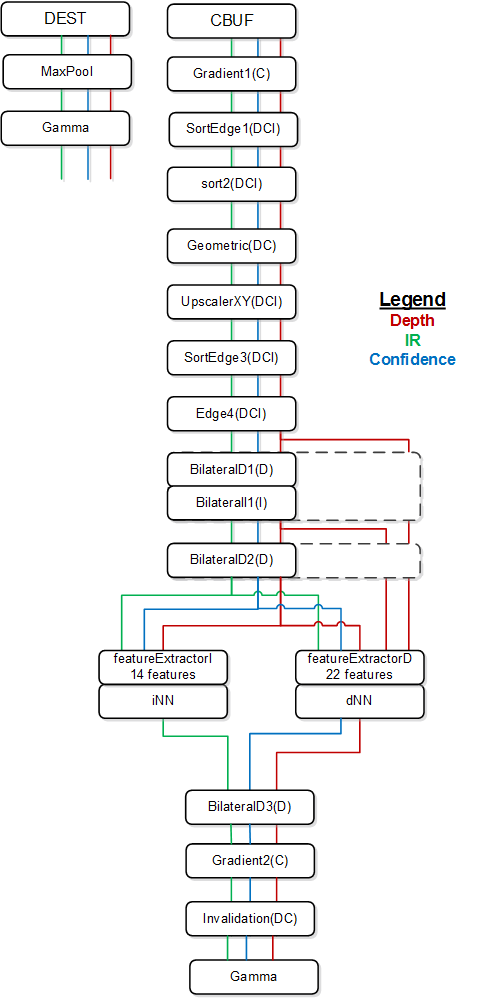 DEST
MaxPool
Gamma
CBUF
Gradient1(C)
SortEdge1(DCI)
sort2(DCI)
Geometric(DC)
UpscalerXY(DCI)
SortEdge3(DCI)
Edge4(DCI)
BilateralD1(D)
BilateralI1(I)
BilateralD2(D)
featureExtractorI
14 features
iNN
featureExtractorD
22 features
dNN
BilateralD3(D)
Gradient2(C)
Invalidation(DC)
Gamma
Legend
Depth
IR
Confidence